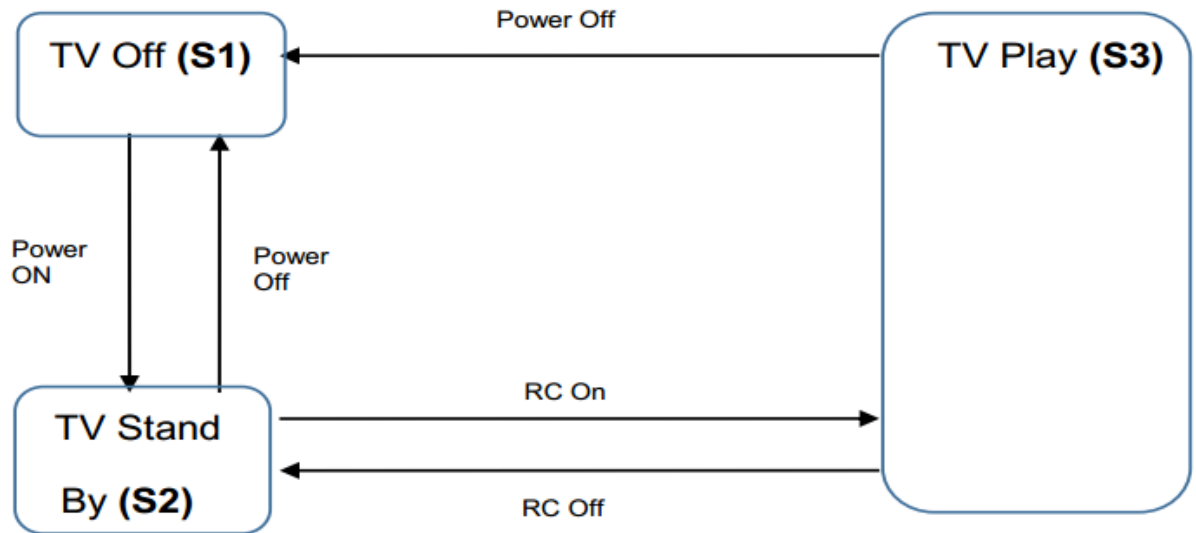 Power Off
TV Off (S1)
TV Play (S3)
Power
ON
Power
Off
RC On
TV Stand
By (S2)
RC Off